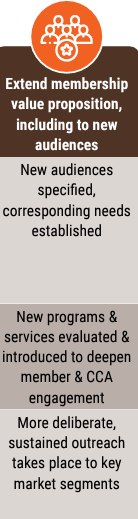 Extend membership
value proposition,
including to new
audiences
New audiences
specified,
corresponding needs
established
New programs &
services evaluated &
introduced to deepen
member & CCA
engagement
More deliberate,
sustained outreach
takes place to key
market segments